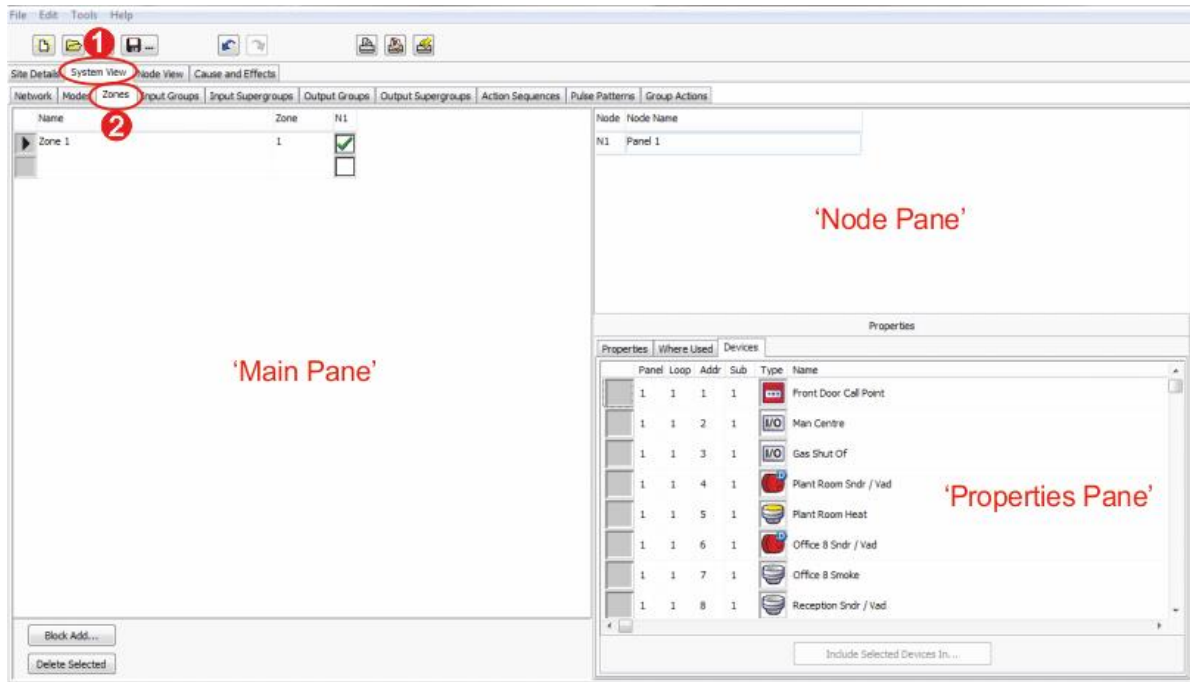 File Edit Tools Help
1
Site Details System View Node View Cause and Effects
Network Modes Zones Input Groups Input Supergroups Output Groups Output Supergroups Action Sequences Pulse Patterns Group Actions
2
Name Zone N1
Zone 1 1
Node Node Name
N1 Panel 1
'Node Pane'
'Main Pane'
Properties
Properties Where Used Devices
Panel Loop Addr Sub Type Name
1 1 1 1 Front Door Call Point
1 1 2 1 I/O Man Centre
1 1 3 1 I/O Gas Shut Of
1 1 4 1 D Plant Room Sndr / Vad
1 1 5 1 Plant Room Heat
1 1 6 1 D Office 8 Sndr / Vad
1 1 7 1 Office 8 Smoke
1 1 8 1 Reception Sndr / Vad
'Properties Pane'
Block Add...
Delete Selected
Include Selected Devices In...